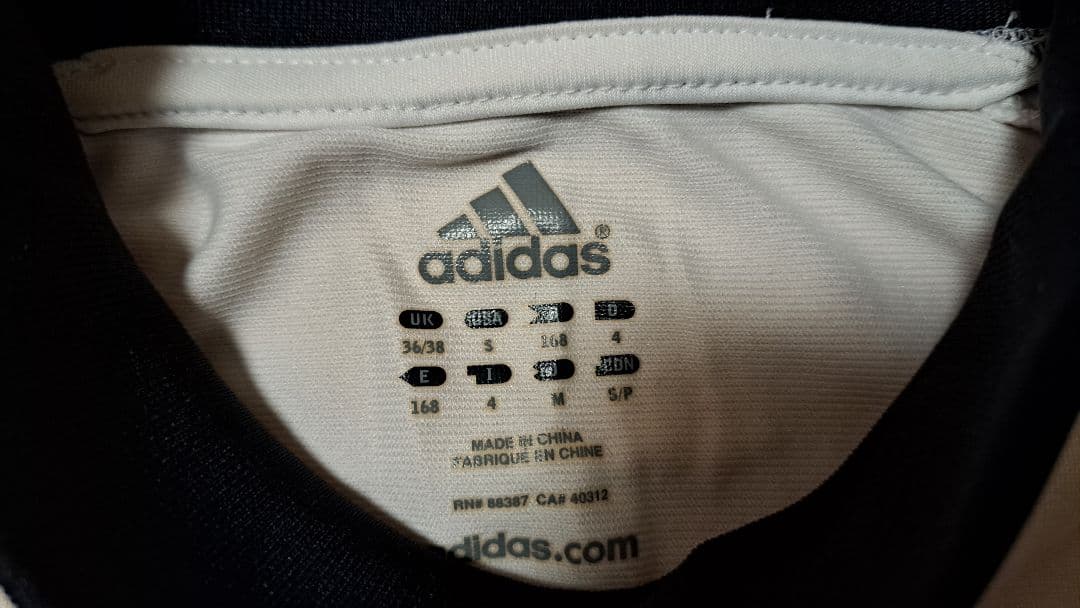 adidas®
UK USA F D
36/38 S 168 4
E I J CDN
168 4 M S/P
MADE IN CHINA
FABRIQUE EN CHINE
RN# 88387 CA# 40312
adidas.com